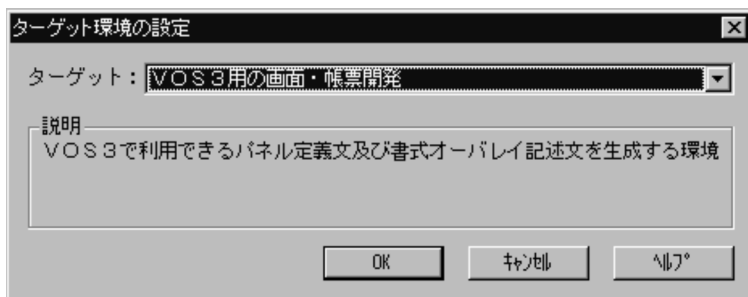 ターゲット環境の設定
ターゲット：VOS3用の画面・帳票開発
説明
VOS3で利用できるパネル定義文及び書式オーバレイ記述文を生成する環境
OK ｷｬﾝｾﾙ ﾍﾙﾌﾟ